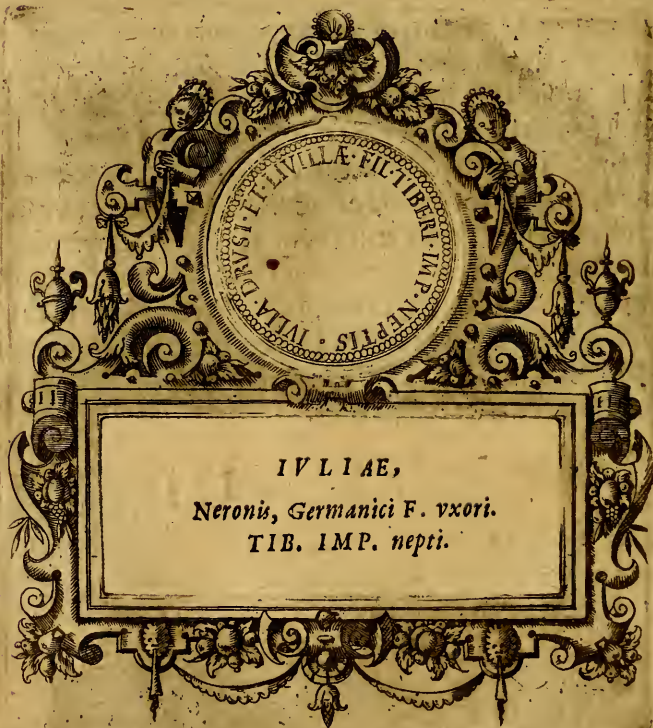 IVLIA DRVSI · ET · LIVILLÆ · FIL · TIBERI · IMP · NEPTIS ·
IVLIAE,
Neronis, Germanici F. vxori.
TIB. IMP. nepti.